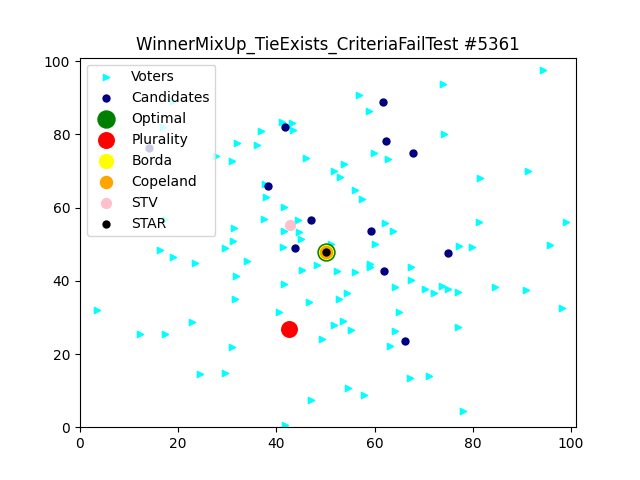 WinnerMixUp_TieExists_CriteriaFailTest #5361
100
80
60
40
20
0
Voters
Candidates
Optimal
Plurality
Borda
Copeland
STV
STAR
0 20 40 60 80 100